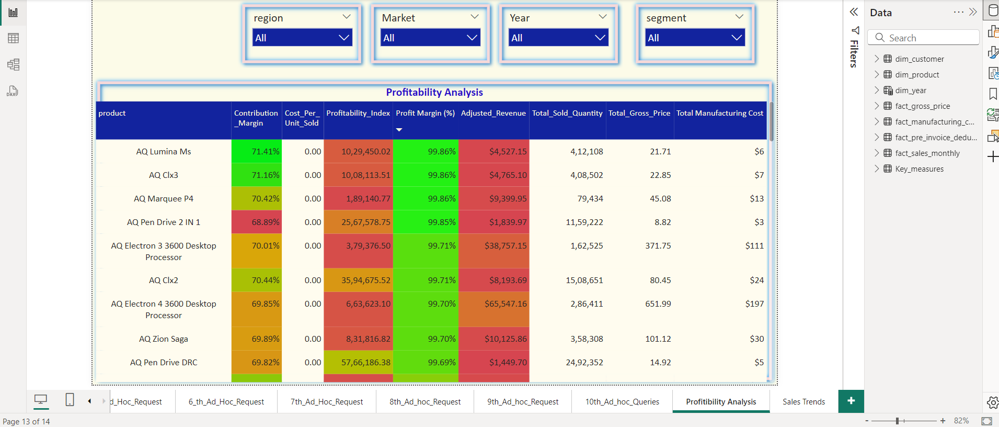 region
Market
Year
segment
All
All
All
All
Profitability Analysis
product
Contribution
_Margin
Cost_Per_
Unit_Sold
Profitability_Index
Profit Margin (%)
Adjusted_Revenue
Total_Sold_Quantity
Total_Gross_Price
Total Manufacturing Cost
AQ Lumina Ms 71.41% 0.00 10,29,450.02 99.86% $4,527.15 4,12,108 21.71 $6
AQ Clx3 71.16% 0.00 10,08,113.51 99.86% $4,765.10 4,08,502 22.85 $7
AQ Marquee P4 70.42% 0.00 1,89,140.77 99.86% $9,399.95 79,434 45.08 $13
AQ Pen Drive 2 IN 1 68.89% 0.00 25,67,578.75 99.85% $1,839.97 11,59,222 8.82 $3
AQ Electron 3 3600 Desktop 70.01% 0.00 3,79,376.50 99.71% $38,757.15 1,62,525 371.75 $111
Processor
AQ Clx2 70.44% 0.00 35,94,675.52 99.71% $8,193.69 15,08,651 80.45 $24
AQ Electron 4 3600 Desktop 69.85% 0.00 6,63,623.10 99.70% $65,547.16 2,86,411 651.99 $197
Processor
AQ Zion Saga 69.89% 0.00 8,31,816.82 99.70% $10,125.86 3,58,308 101.12 $30
AQ Pen Drive DRC 69.82% 0.00 57,66,186.38 99.69% $1,449.70 24,92,352 14.92 $5
Filters
Data
Search
dim_customer
dim_product
dim_year
fact_gross_price
fact_manufacturing_c...
fact_pre_invoice_dedu...
fact_sales_monthly
Key_measures
DAX
d_Hoc_Request
6_th_Ad_Hoc_Request
7th_Ad_Hoc_Request
8th_Ad_hoc_Request
9th_Ad_hoc_Request
10th_Ad_hoc_Queries
Profitibility Analysis
Sales Trends
+
Page 13 of 14
- + 82%